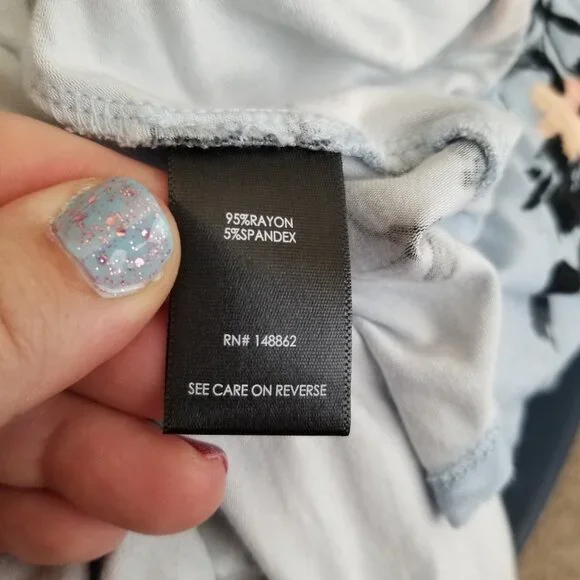 95%RAYON
5%SPANDEX
RN# 148862
SEE CARE ON REVERSE